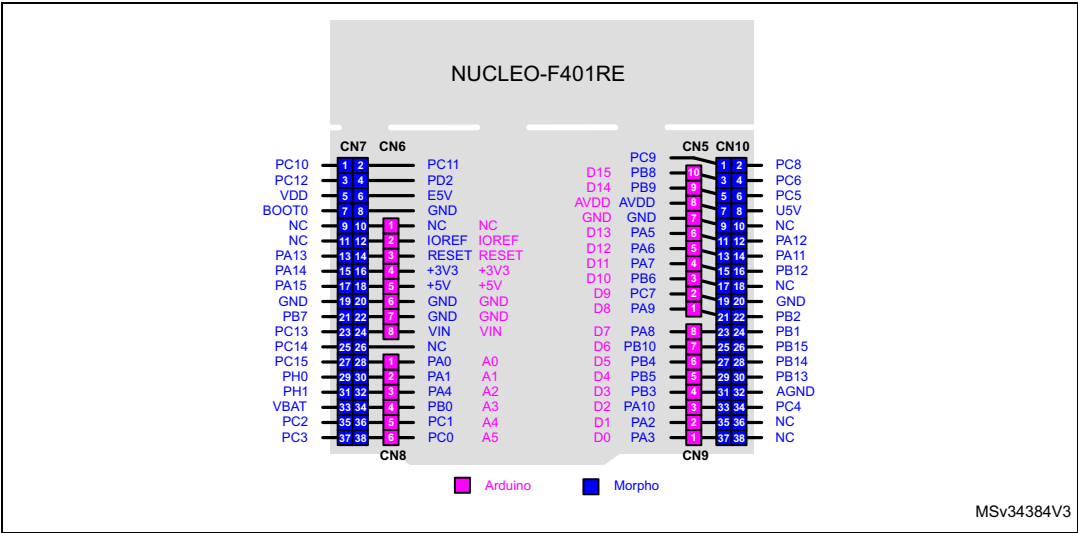 NUCLEO-F401RE
CN7 CN6 CN5 CN10
PC9
PC10 1 2 PC11 1 2 PC8
D15 PB8 10
PC12 3 4 PD2 3 4 PC6
D14 PB9 9
VDD 5 6 E5V 5 6 PC5
AVDD AVDD 8
BOOT0 7 8 GND 7 8 U5V
GND GND 7
NC 9 10 1 NC NC 9 10 NC
D13 PA5 6
NC 11 12 2 IOREF IOREF 11 12 PA12
D12 PA6 5
PA13 13 14 3 RESET RESET 13 14 PA11
D11 PA7 4
PA14 15 16 4 +3V3 +3V3 15 16 PB12
D10 PB6 3
PA15 17 18 5 +5V +5V 17 18 NC
D9 PC7 2
GND 19 20 6 GND GND 19 20 GND
D8 PA9 1
PB7 21 22 7 GND GND 21 22 PB2
PC13 23 24 8 VIN VIN D7 PA8 8 23 24 PB1
PC14 25 26 NC D6 PB10 7 25 26 PB15
PC15 27 28 1 PA0 A0 D5 PB4 6 27 28 PB14
PH0 29 30 2 PA1 A1 D4 PB5 5 29 30 PB13
PH1 31 32 3 PA4 A2 D3 PB3 4 31 32 AGND
VBAT 33 34 4 PB0 A3 D2 PA10 3 33 34 PC4
PC2 35 36 5 PC1 A4 D1 PA2 2 35 36 NC
PC3 37 38 6 PC0 A5 D0 PA3 1 37 38 NC
CN8 CN9
Arduino Morpho
MSv34384V3